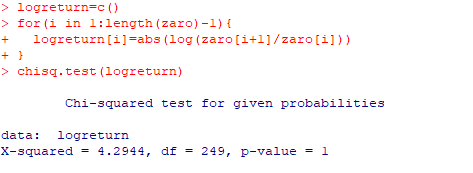 > logreturn=c()
> for(i in 1:length(zaro)-1){
+   logreturn[i]=abs(log(zaro[i+1]/zaro[i]))
+ }
> chisq.test(logreturn)
        Chi-squared test for given probabilities
data:  logreturn
X-squared = 4.2944, df = 249, p-value = 1